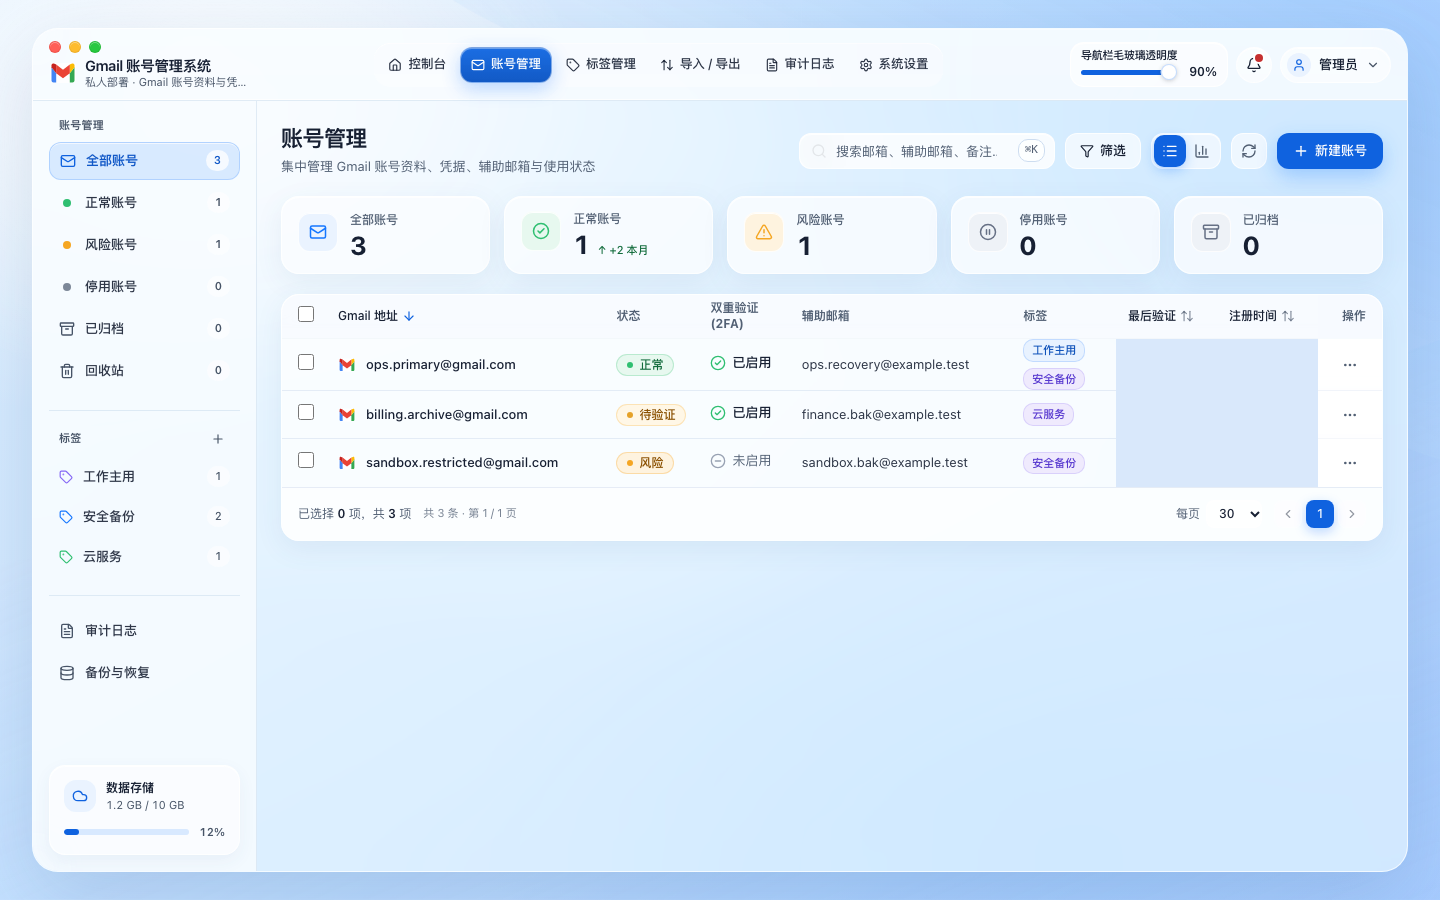 Gmail 账号管理系统
私人部署 · Gmail 账号资料与凭...
控制台
账号管理
标签管理
导入 / 导出
审计日志
系统设置
导航栏毛玻璃透明度
90%
管理员
账号管理
全部账号 3
正常账号 1
风险账号 1
停用账号 0
已归档 0
回收站 0
标签
工作主用 1
安全备份 2
云服务 1
审计日志
备份与恢复
数据存储
1.2 GB / 10 GB
12%
账号管理
集中管理 Gmail 账号资料、凭据、辅助邮箱与使用状态
搜索邮箱、辅助邮箱、备注..
⌘K
筛选
新建账号
全部账号
3
正常账号
1 ↑ +2 本月
风险账号
1
停用账号
0
已归档
0
Gmail 地址 ↓
状态
双重验证
(2FA)
辅助邮箱
标签
最后验证 ↑↓
注册时间 ↑↓
操作
ops.primary@gmail.com
正常
已启用
ops.recovery@example.test
工作主用
安全备份
billing.archive@gmail.com
待验证
已启用
finance.bak@example.test
云服务
sandbox.restricted@gmail.com
风险
未启用
sandbox.bak@example.test
安全备份
已选择 0 项，共 3 项 共 3 条 · 第 1 / 1 页
每页 30
1